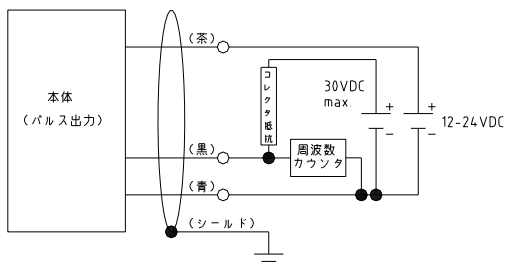 (茶)
本体
(パルス出力)
コレクタ抵抗
30VDC
max.
+
+
12-24VDC
-
-
(黒)
周波数
カウンタ
(青)
(シールド)